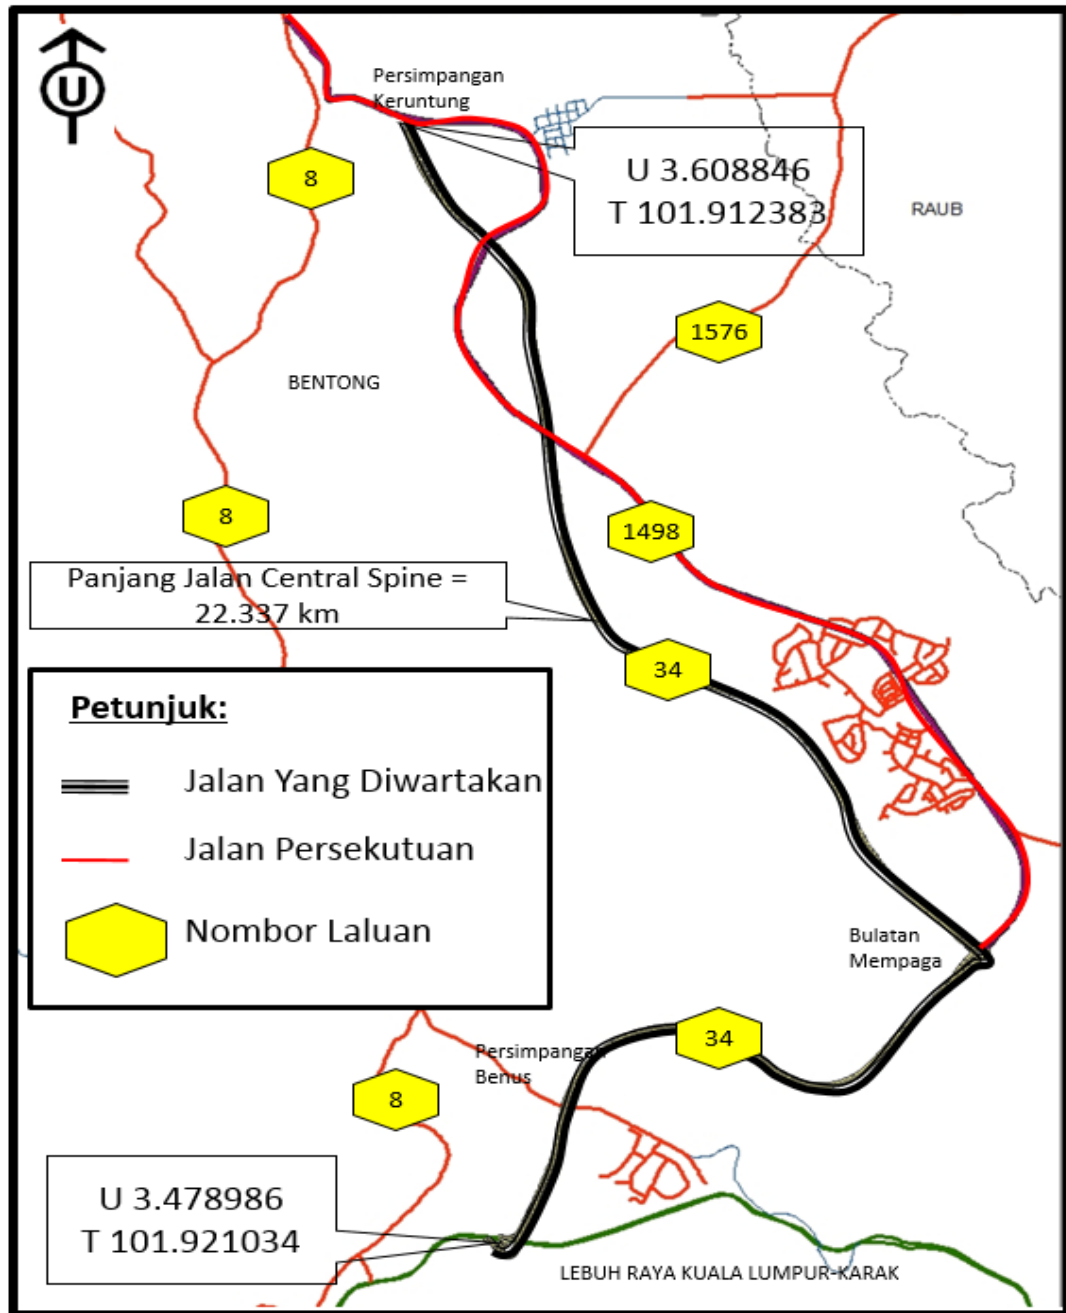 U
Persimpangan
Keruntung
U 3.608846
T 101.912383
8
RAUB
1576
BENTONG
8
1498
Panjang Jalan Central Spine =
22.337 km
34
Petunjuk:
Jalan Yang Diwartakan
Jalan Persekutuan
Nombor Laluan
Bulatan
Mempaga
34
Persimpangan
Benus
8
U 3.478986
T 101.921034
LEBUH RAYA KUALA LUMPUR-KARAK